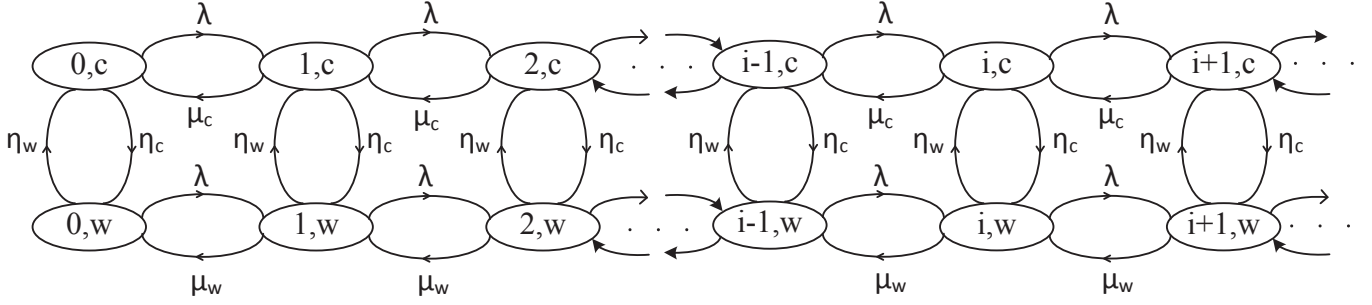 λ λ λ λ
0,c 1,c 2,c . . . i-1,c i,c i+1,c . . .
μc μc μc μc
ηw ηc ηw ηc ηw ηc ηw ηc ηw ηc ηw ηc
λ λ λ λ
0,w 1,w 2,w . . . i-1,w i,w i+1,w . . .
μw μw μw μw